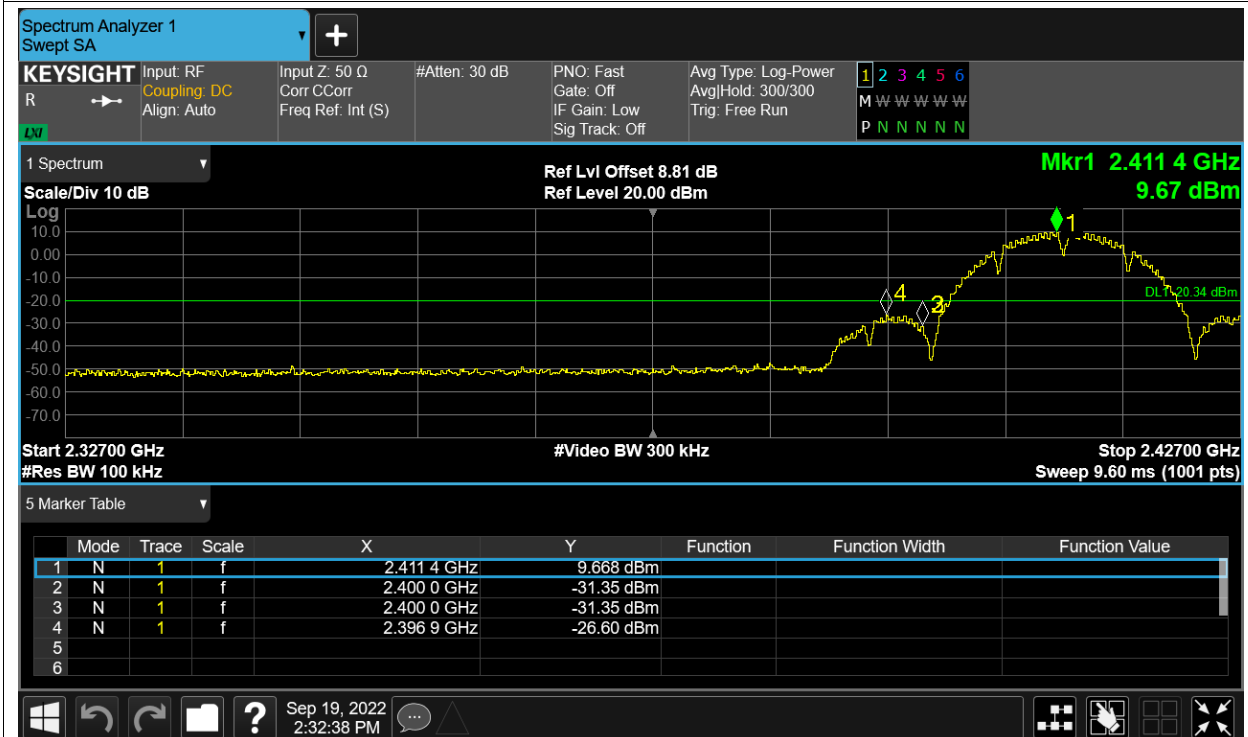 Spectrum Analyzer 1
Swept SA
+
KEYSIGHT Input: RF Input Z: 50 Ω #Atten: 30 dB PNO: Fast Avg Type: Log-Power 1 2 3 4 5 6
R Coupling: DC Corr CCorr Gate: Off Avg|Hold: 300/300 M W W W W W W
Align: Auto Freq Ref: Int (S) IF Gain: Low Trig: Free Run
LXI Sig Track: Off P N N N N N N
1 Spectrum Ref Lvl Offset 8.81 dB Mkr1 2.411 4 GHz
Scale/Div 10 dB Ref Level 20.00 dBm 9.67 dBm
Log
10.0 1
0.00
-10.0
-20.0 4 DL1 -20.34 dBm
-30.0
-40.0
-50.0
-60.0
-70.0
Start 2.32700 GHz #Video BW 300 kHz Stop 2.42700 GHz
#Res BW 100 kHz Sweep 9.60 ms (1001 pts)
5 Marker Table
Mode Trace Scale X Y Function Function Width Function Value
1 N 1 f 2.411 4 GHz 9.668 dBm
2 N 1 f 2.400 0 GHz -31.35 dBm
3 N 1 f 2.400 0 GHz -31.35 dBm
4 N 1 f 2.396 9 GHz -26.60 dBm
5
6
? Sep 19, 2022
2:32:38 PM